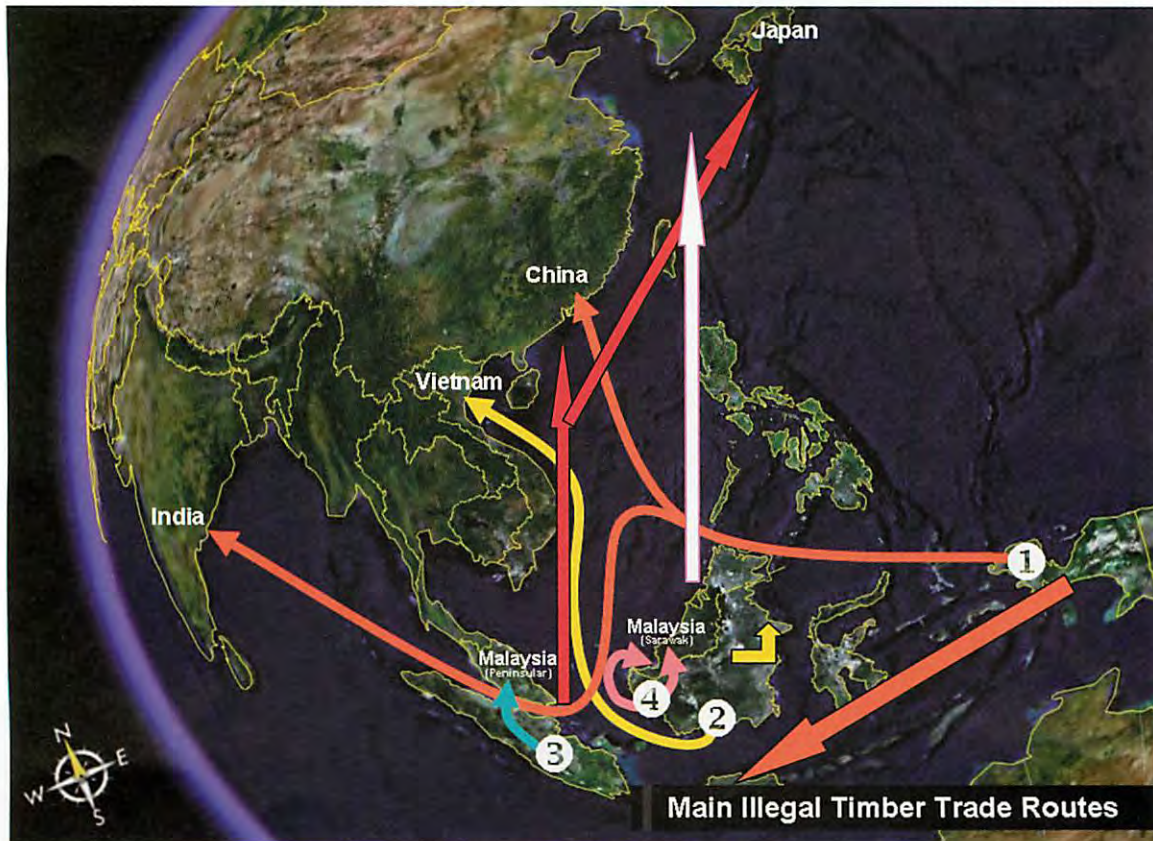 Japan
China
Vietnam
India
1
Malaysia
(Sarawak)
Malaysia
(Peninsular)
4
2
3
N
W
E
S
Main Illegal Timber Trade Routes